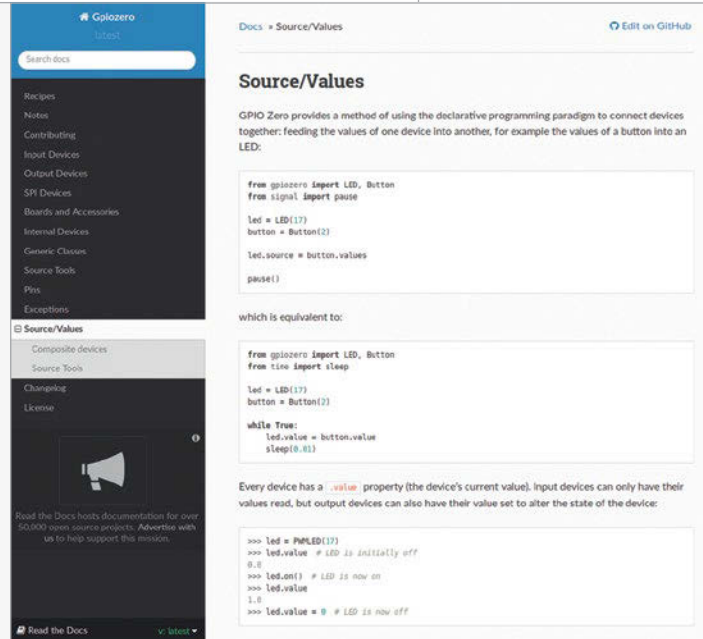 Gpiozero
latest
Search docs
Recipes
Notes
Contributing
Input Devices
Output Devices
SPI Devices
Boards and Accessories
Internal Devices
Generic Classes
Source Tools
Pins
Exceptions
Source/Values
Composite devices
Source Tools
Changelog
License
Read the Docs hosts documentation for over
50,000 open source projects. Advertise with
us to help support this mission.
Read the Docs
v: latest
Docs » Source/Values
Edit on GitHub
Source/Values
GPIO Zero provides a method of using the declarative programming paradigm to connect devices
together: feeding the values of one device into another, for example the values of a button into an
LED:
from gpiozero import LED, Button
from signal import pause
led = LED(17)
button = Button(2)
led.source = button.values
pause()
which is equivalent to:
from gpiozero import LED, Button
from time import sleep
led = LED(17)
button = Button(2)
while True:
led.value = button.value
sleep(0.01)
Every device has a .value property (the device's current value). Input devices can only have their
values read, but output devices can also have their value set to alter the state of the device:
>>> led = PWMLED(17)
>>> led.value # LED is initially off
0.0
>>> led.on() # LED is now on
>>> led.value
1.0
>>> led.value = 0 # LED is now off